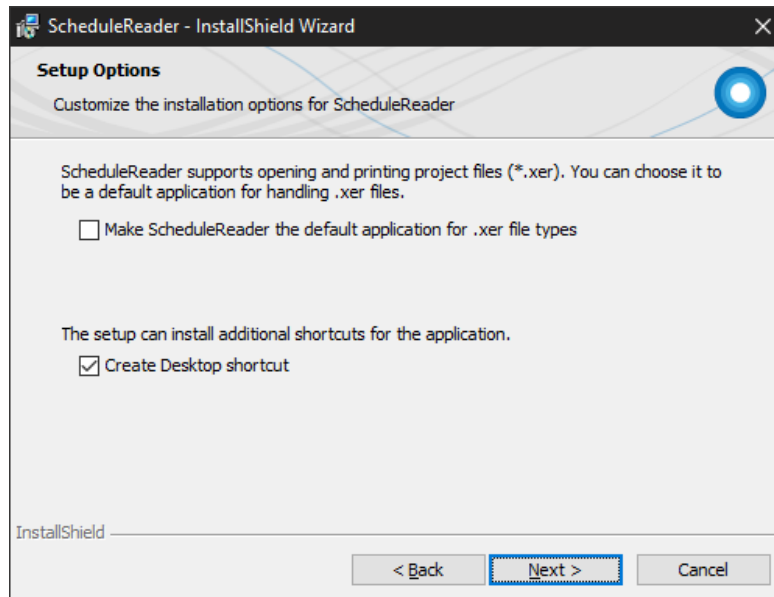 ScheduleReader - InstallShield Wizard
Setup Options
Customize the installation options for ScheduleReader
ScheduleReader supports opening and printing project files (*.xer). You can choose it to
be a default application for handling .xer files.
Make ScheduleReader the default application for .xer file types
The setup can install additional shortcuts for the application.
Create Desktop shortcut
InstallShield
< Back
Next >
Cancel